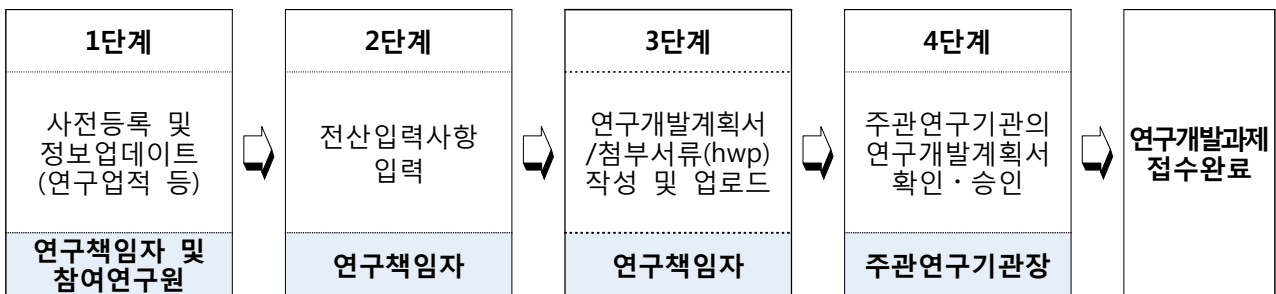 1단계
사전등록 및
정보업데이트
(연구업적 등)
연구책임자 및
참여연구원
2단계
전산입력사항
입력
연구책임자
3단계
연구개발계획서
/첨부서류(hwp)
작성 및 업로드
연구책임자
4단계
주관연구기관의
연구개발계획서
확인・승인
주관연구기관장
연구개발과제
접수완료